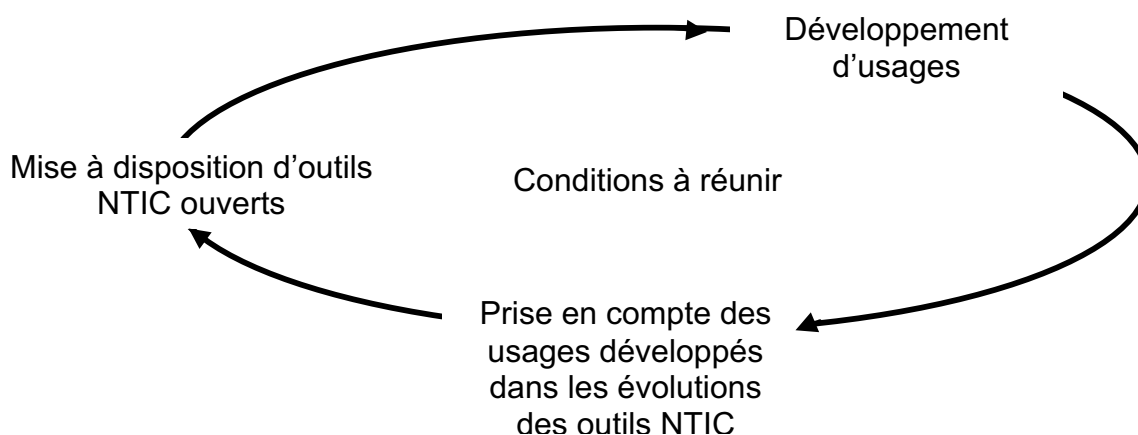 Développement
d’usages
Mise à disposition d’outils
NTIC ouverts
Conditions à réunir
Prise en compte des
usages développés
dans les évolutions
des outils NTIC